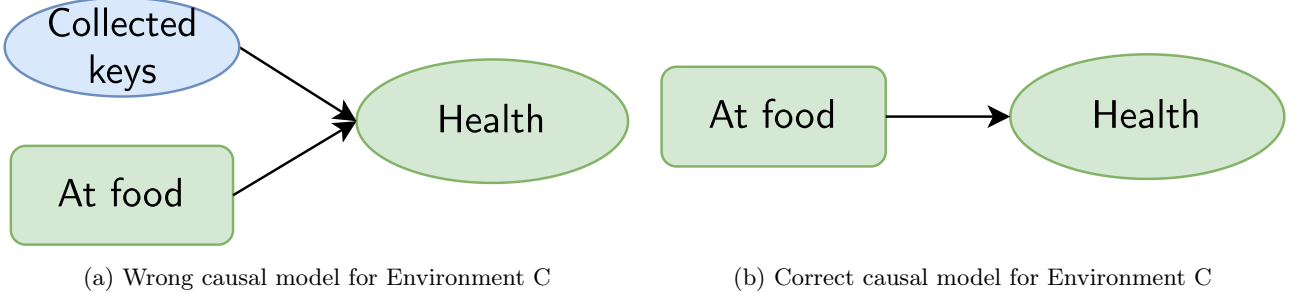 Collected
keys
Health
At food
(a) Wrong causal model for Environment C
At food
Health
(b) Correct causal model for Environment C